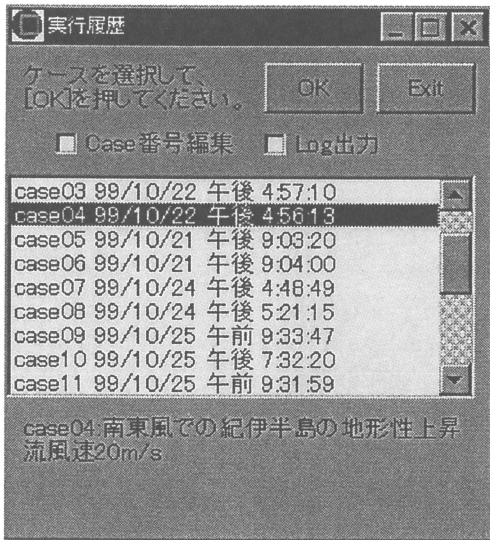 実行履歴
ケースを選択して、
[OK]を押してください。
OK
Exit
Case番号編集
Log出力
case03 99/10/22 午後 4:57:10
case04 99/10/22 午後 4:56:13
case05 99/10/21 午後 9:03:20
case06 99/10/21 午後 9:04:00
case07 99/10/24 午後 4:48:49
case08 99/10/24 午後 5:21:15
case09 99/10/25 午前 9:33:47
case10 99/10/25 午後 7:32:20
case11 99/10/25 午前 9:31:59
case04:南東風での紀伊半島の地形性上昇
流風速20m/s